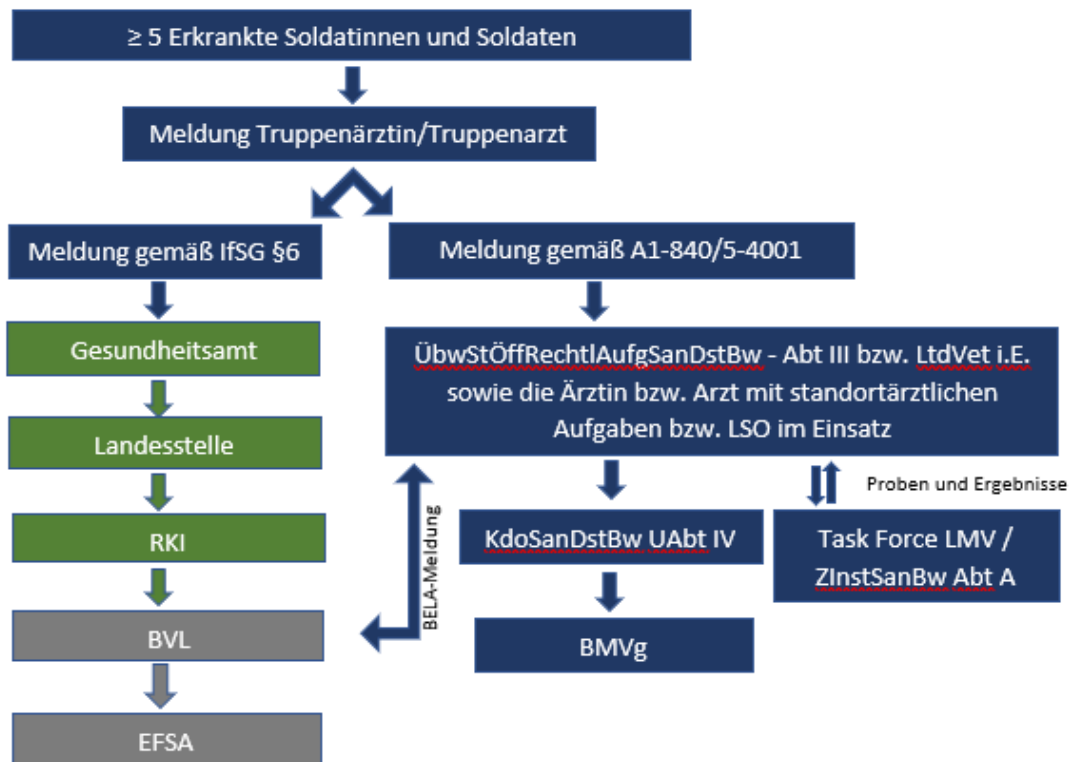 ≥ 5 Erkrankte Soldatinnen und Soldaten
Meldung Truppenärztin/Truppenarzt
Meldung gemäß IfSG §6
Meldung gemäß A1-840/5-4001
Gesundheitsamt
Landesstelle
RKI
BVL
EFSA
ÜbwStÖffRechtlAufgSanDstBw - Abt III bzw. LtdVet i.E.
sowie die Ärztin bzw. Arzt mit standortärztlichen
Aufgaben bzw. LSO im Einsatz
BELA-Meldung
Proben und Ergebnisse
KdoSanDstBw UAbt IV
BMVg
Task Force LMV /
ZInstSanBw Abt A